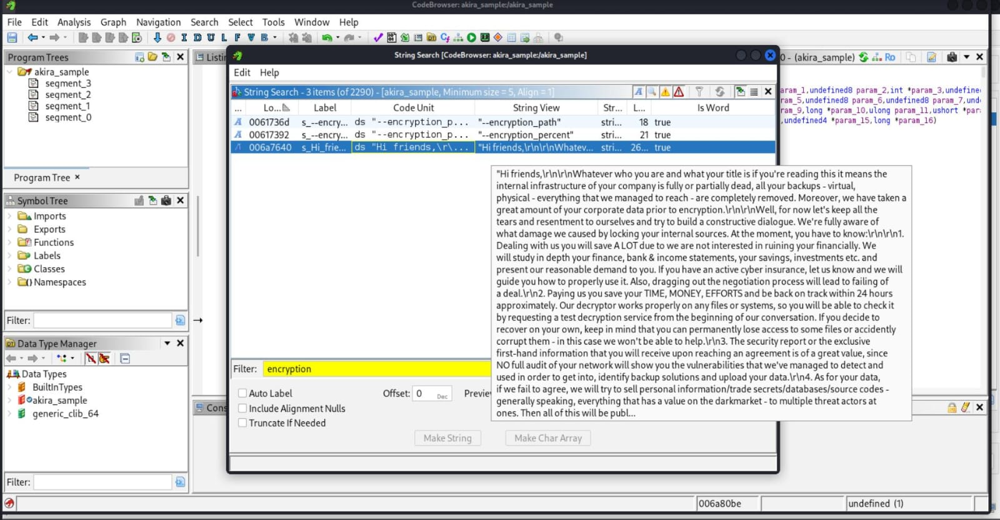 CodeBrowser: akira_sample:/akira_sample
File Edit Analysis Graph Navigation Search Select Tools Window Help
I D U L F V B
Program Trees
akira_sample
segment_3
segment_2
segment_1
segment_0
Program Tree ×
Symbol Tree
Imports
Exports
Functions
Labels
Classes
Namespaces
Filter:
Data Type Manager
Data Types
BuiltInTypes
akira_sample
generic_clib_64
Filter:
Listin
Cons
String Search [CodeBrowser: akira_sample:/akira_sample]
Edit Help
String Search - 3 items (of 2290) - [akira_sample, Minimum size = 5, Align = 1]
... Lo... Label Code Unit String View Str... L... Is Word
A 0061736d s_--encry... ds "--encryption_p... "--encryption_path" stri... 18 true
A 00617392 s_--encry... ds "--encryption_p... "--encryption_percent" stri... 21 true
A 006a7640 s_Hi_frie... ds "Hi friends,\r\... "Hi friends,\r\n\r\nWhatev... stri... 26... true
"Hi friends,\r\n\r\nWhatever who you are and what your title is if you're reading this it means the
internal infrastructure of your company is fully or partially dead, all your backups - virtual,
physical - everything that we managed to reach - are completely removed. Moreover, we have taken a
great amount of your corporate data prior to encryption.\r\n\r\nWell, for now let's keep all the
tears and resentment to ourselves and try to build a constructive dialogue. We're fully aware of
what damage we caused by locking your internal sources. At the moment, you have to know:\r\n\r\n1.
Dealing with us you will save A LOT due to we are not interested in ruining your financially. We
will study in depth your finance, bank & income statements, your savings, investments etc. and
present our reasonable demand to you. If you have an active cyber insurance, let us know and we will
guide you how to properly use it. Also, dragging out the negotiation process will lead to failing of
a deal.\r\n2. Paying us you save your TIME, MONEY, EFFORTS and be back on track within 24 hours
approximately. Our decryptor works properly on any files or systems, so you will be able to check it
by requesting a test decryption service from the beginning of our conversation. If you decide to
recover on your own, keep in mind that you can permanently lose access to some files or accidently
corrupt them - in this case we won't be able to help.\r\n3. The security report or the exclusive
first-hand information that you will receive upon reaching an agreement is of a great value, since
NO full audit of your network will show you the vulnerabilities that we've managed to detect and
used in order to get into, identify backup solutions and upload your data.\r\n4. As for your data,
if we fail to agree, we will try to sell personal information/trade secrets/databases/source codes -
generally speaking, everything that has a value on the darkmarket - to multiple threat actors at
ones. Then all of this will be publ...
Filter: encryption
Auto Label Offset: 0 Dec Previe
Include Alignment Nulls
Truncate If Needed
Make String Make Char Array
0 - (akira_sample) Ro
aram_1,undefined8 param_2,int *param_3,undefine
am_5,undefined8 param_6,undefined8 param_7,und
ram_9,long *param_10,ulong param_11,ushort *par
,undefined4 *param_15,long *param_16)
006a80be undefined (1)